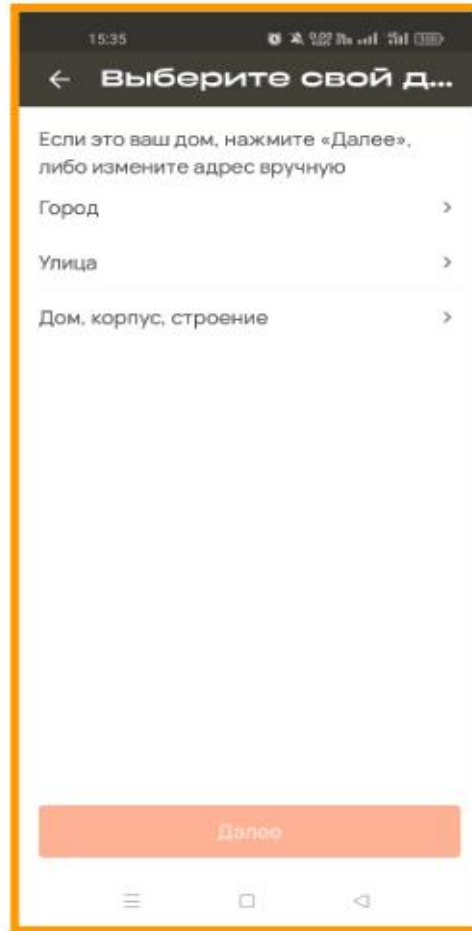 15:35
Выберите свой д...
Если это ваш дом, нажмите «Далее»,
либо измените адрес вручную
Город
Улица
Дом, корпус, строение
Далее